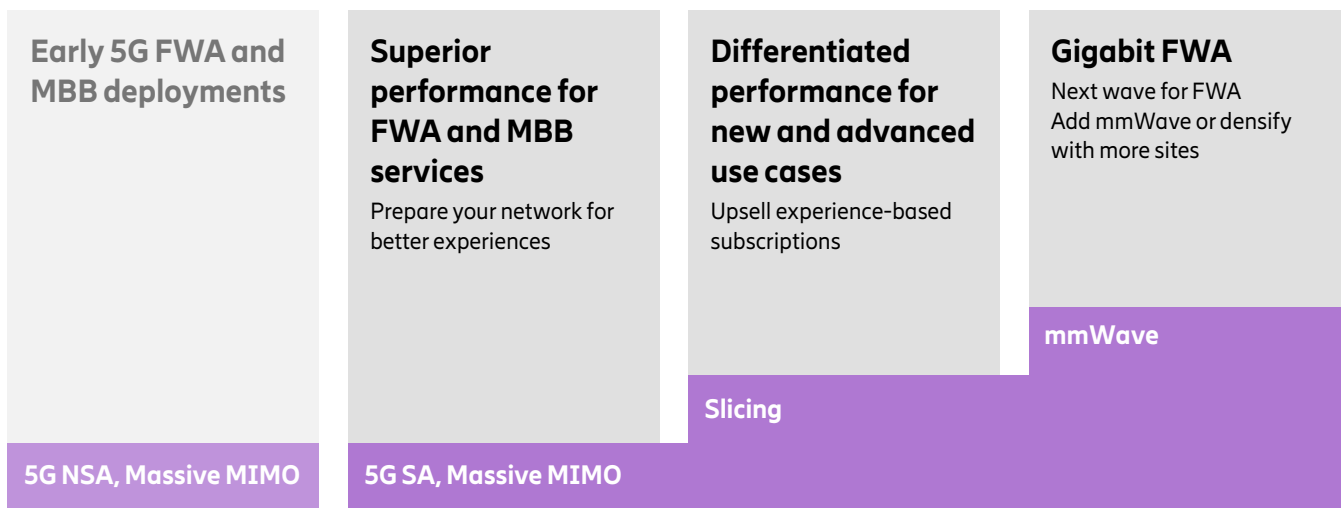 Early 5G FWA and
MBB deployments
Superior
performance for
FWA and MBB
services
Prepare your network for
better experiences
Differentiated
performance for
new and advanced
use cases
Upsell experience-based
subscriptions
Gigabit FWA
Next wave for FWA
Add mmWave or densify
with more sites
mmWave
Slicing
5G NSA, Massive MIMO
5G SA, Massive MIMO